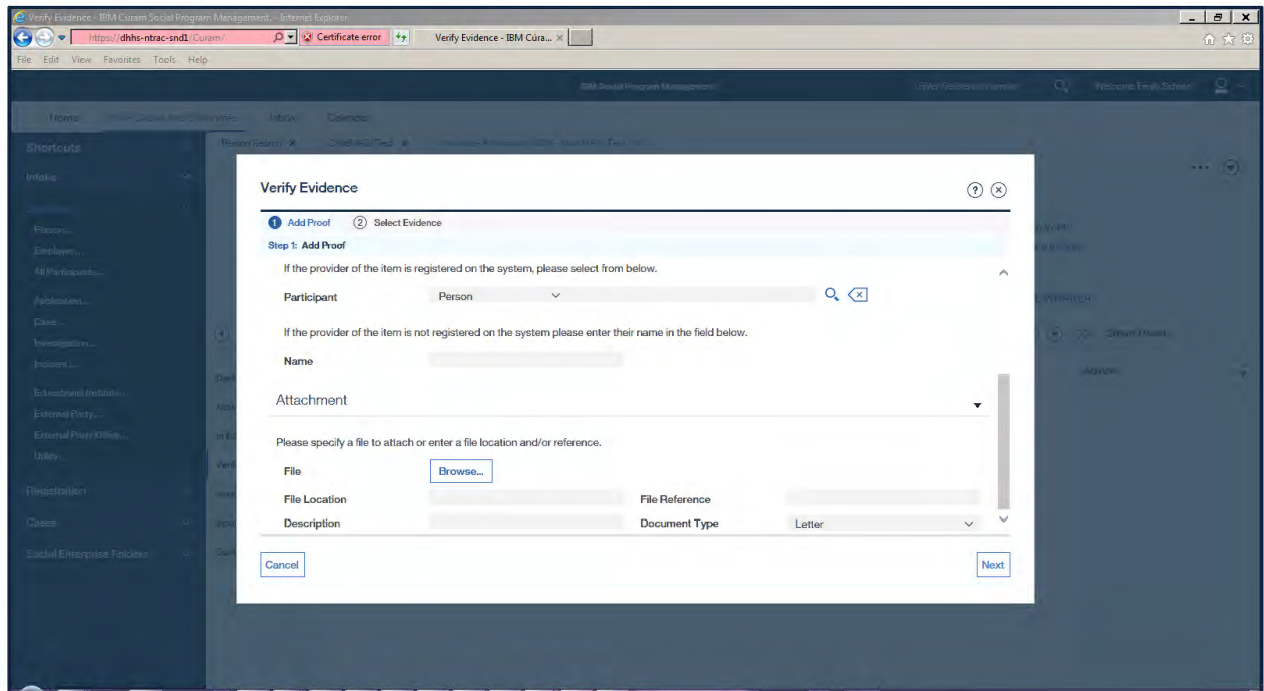 Verify Evidence - IBM Cúram Social Program Management. - Internet Explorer
https://dhhs-ntrac-snd1/Curam/ Certificate error Verify Evidence - IBM Cúra...
File Edit View Favorites Tools Help
IBM Social Program Management
Home Inbox Calendar
Shortcuts Person Search
Intake
Verify Evidence
1 Add Proof 2 Select Evidence
Step 1: Add Proof
Person...
Employer...
If the provider of the item is registered on the system, please select from below.
All Participants...
Participant Person
Application...
Case...
If the provider of the item is not registered on the system please enter their name in the field below.
Investigation...
Incident...
Name
Educational Institut...
Attachment
External Party...
External Party Office...
Please specify a file to attach or enter a file location and/or reference.
Utility...
File Browse...
Registration
File Location File Reference
Cases
Description Document Type Letter
Social Enterprise Folders
Cancel Next